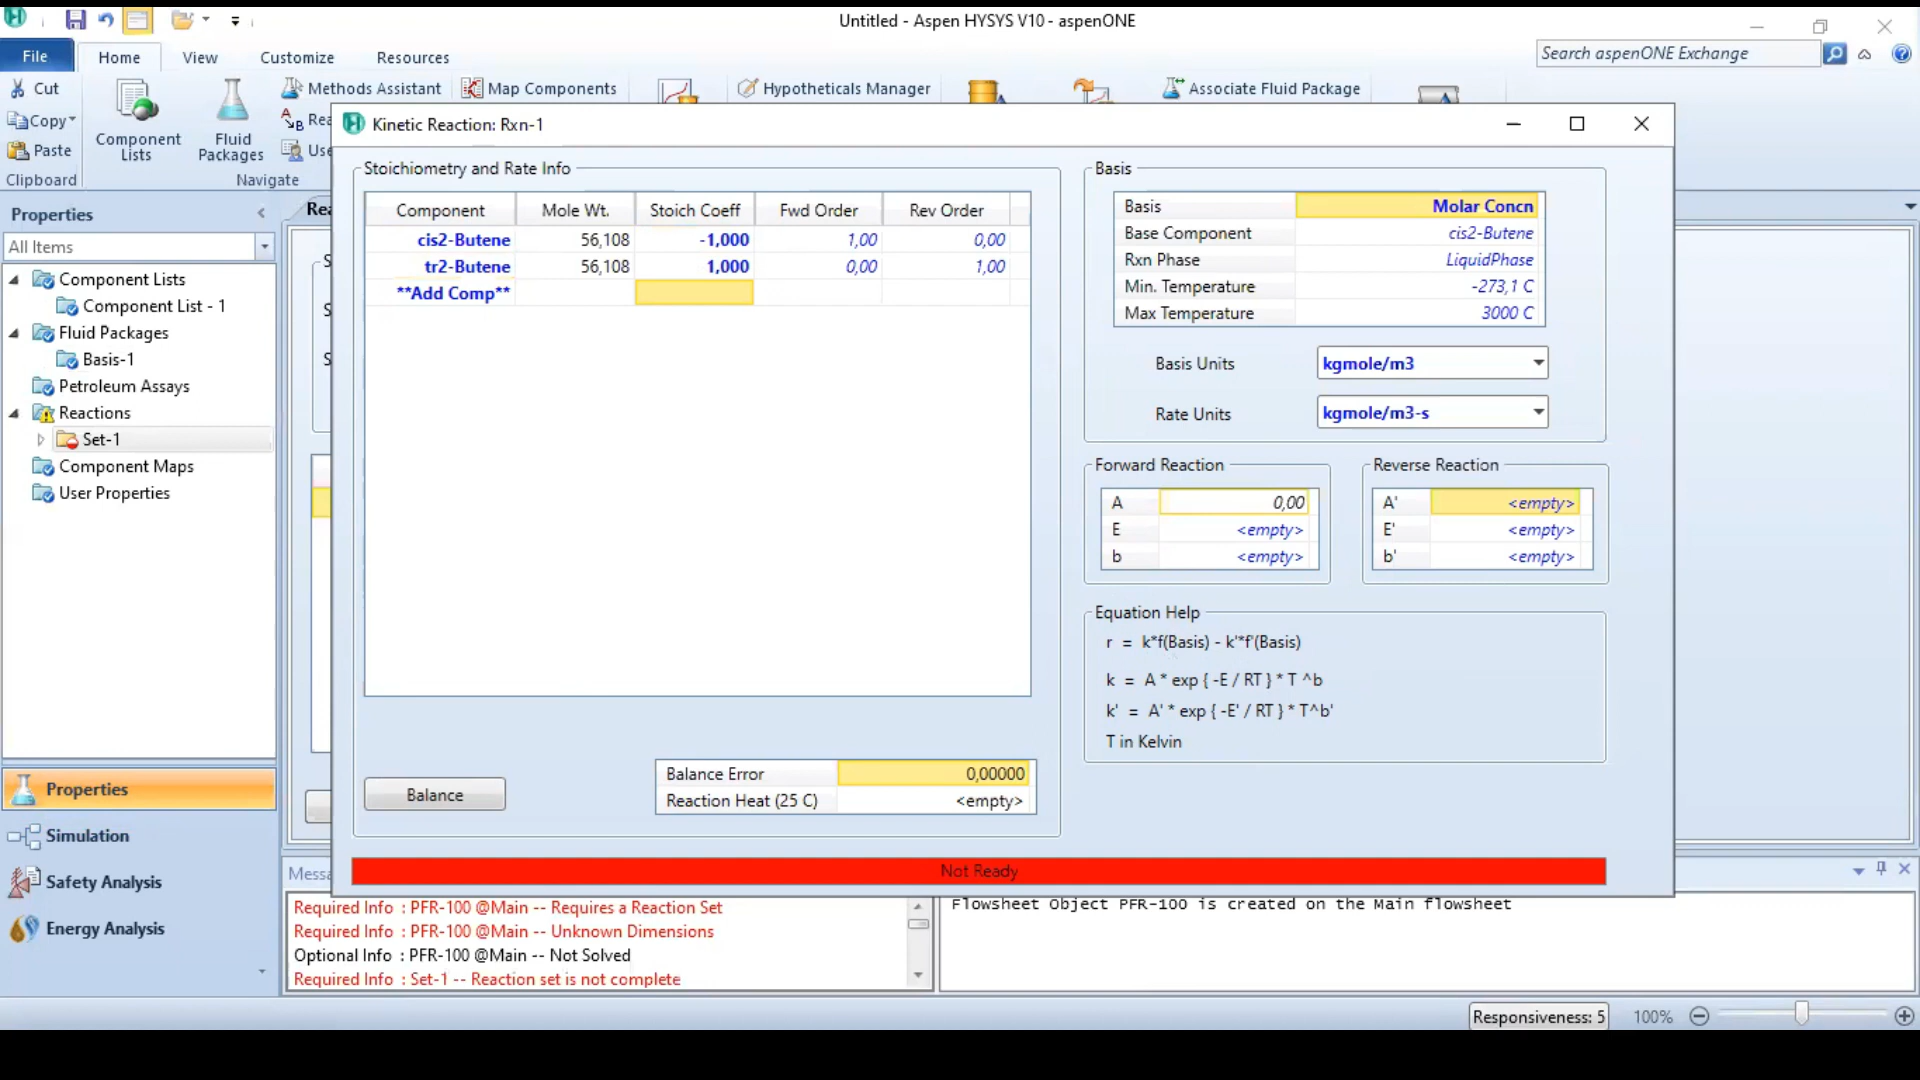 Untitled - Aspen HYSYS V10 - aspenONE
File
Home
View
Customize
Resources
Search aspenONE Exchange
Cut
Copy
Paste
Clipboard
Component Lists
Fluid Packages
Methods Assistant
Rea
Use
Navigate
Map Components
Hypotheticals Manager
Associate Fluid Package
Properties
All Items
Component Lists
Component List - 1
Fluid Packages
Basis-1
Petroleum Assays
Reactions
Set-1
Component Maps
User Properties
Properties
Simulation
Safety Analysis
Energy Analysis
Rea
Kinetic Reaction: Rxn-1
Stoichiometry and Rate Info
Component Mole Wt. Stoich Coeff Fwd Order Rev Order
cis2-Butene 56,108 -1,000 1,00 0,00
tr2-Butene 56,108 1,000 0,00 1,00
**Add Comp**
Balance
Balance Error 0,00000
Reaction Heat (25 C) <empty>
Basis
Basis Molar Concn
Base Component cis2-Butene
Rxn Phase LiquidPhase
Min. Temperature -273,1 C
Max Temperature 3000 C
Basis Units kgmole/m3
Rate Units kgmole/m3-s
Forward Reaction
A 0,00
E <empty>
b <empty>
Reverse Reaction
A' <empty>
E' <empty>
b' <empty>
Equation Help
r = k*f(Basis) - k'*f'(Basis)
k = A * exp { -E / RT } * T ^b
k' = A' * exp { -E' / RT } * T^b'
T in Kelvin
Not Ready
Messa
Required Info : PFR-100 @Main -- Requires a Reaction Set
Required Info : PFR-100 @Main -- Unknown Dimensions
Optional Info : PFR-100 @Main -- Not Solved
Required Info : Set-1 -- Reaction set is not complete
Flowsheet Object PFR-100 is created on the Main flowsheet
Responsiveness: 5
100%